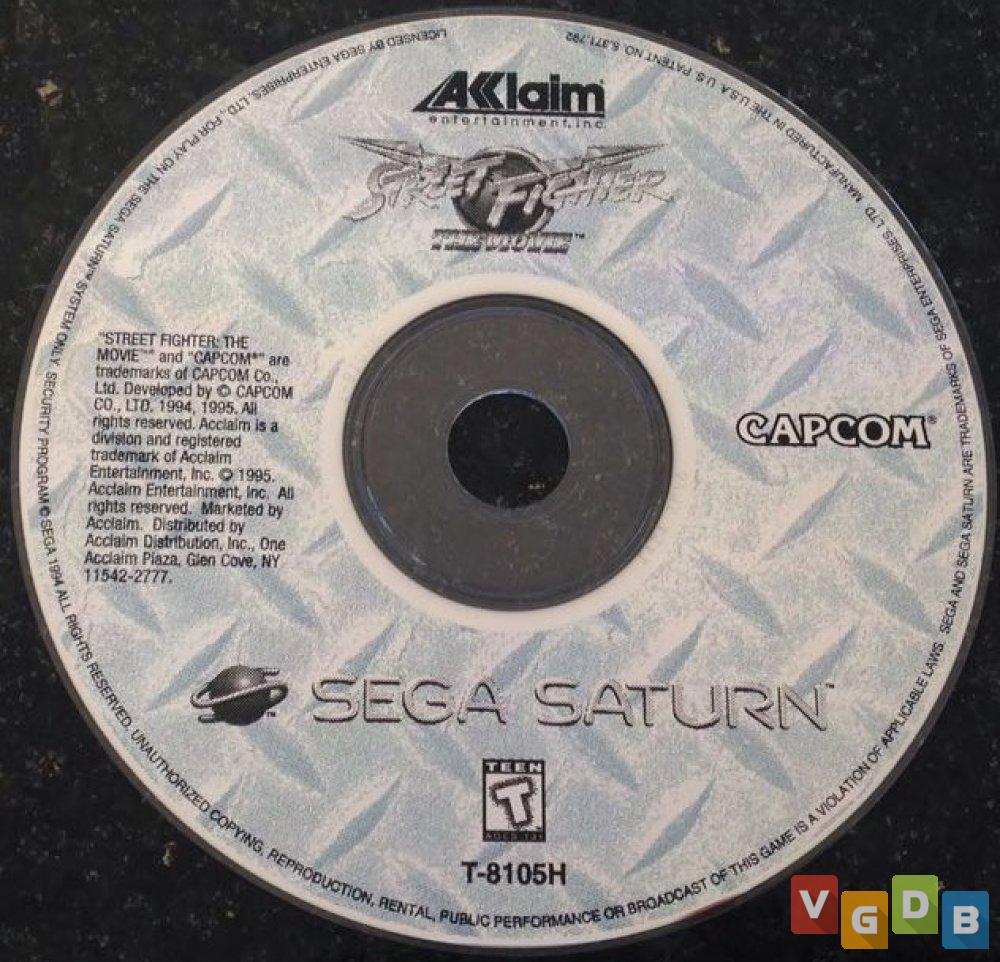 LICENSED BY SEGA ENTERPRISES, LTD., FOR PLAY ON THE SEGA SATURN™ SYSTEM ONLY. SECURITY PROGRAM © SEGA 1994 ALL RIGHTS RESERVED. UNAUTHORIZED COPYING, REPRODUCTION, RENTAL, PUBLIC PERFORMANCE OR BROADCAST OF THIS GAME IS A VIOLATION OF APPLICABLE LAWS. SEGA AND SEGA SATURN ARE TRADEMARKS OF SEGA ENTERPRISES, LTD. MANUFACTURED IN THE U.S.A. U.S. PATENT NO. 5,371,792
AKKlaim
entertainment, inc.
STREET FIGHTER
THE MOVIE™
"STREET FIGHTER: THE
MOVIE™" and "CAPCOM®" are
trademarks of CAPCOM Co.,
Ltd. Developed by © CAPCOM
CO., LTD. 1994, 1995. All
rights reserved. Acclaim is a
division and registered
trademark of Acclaim
Entertainment, Inc. © 1995.
Acclaim Entertainment, Inc. All
rights reserved. Marketed by
Acclaim. Distributed by
Acclaim Distribution, Inc., One
Acclaim Plaza, Glen Cove, NY
11542-2777.
CAPCOM®
SEGA SATURN™
TEEN
T
AGES 13+
T-8105H
VGDB